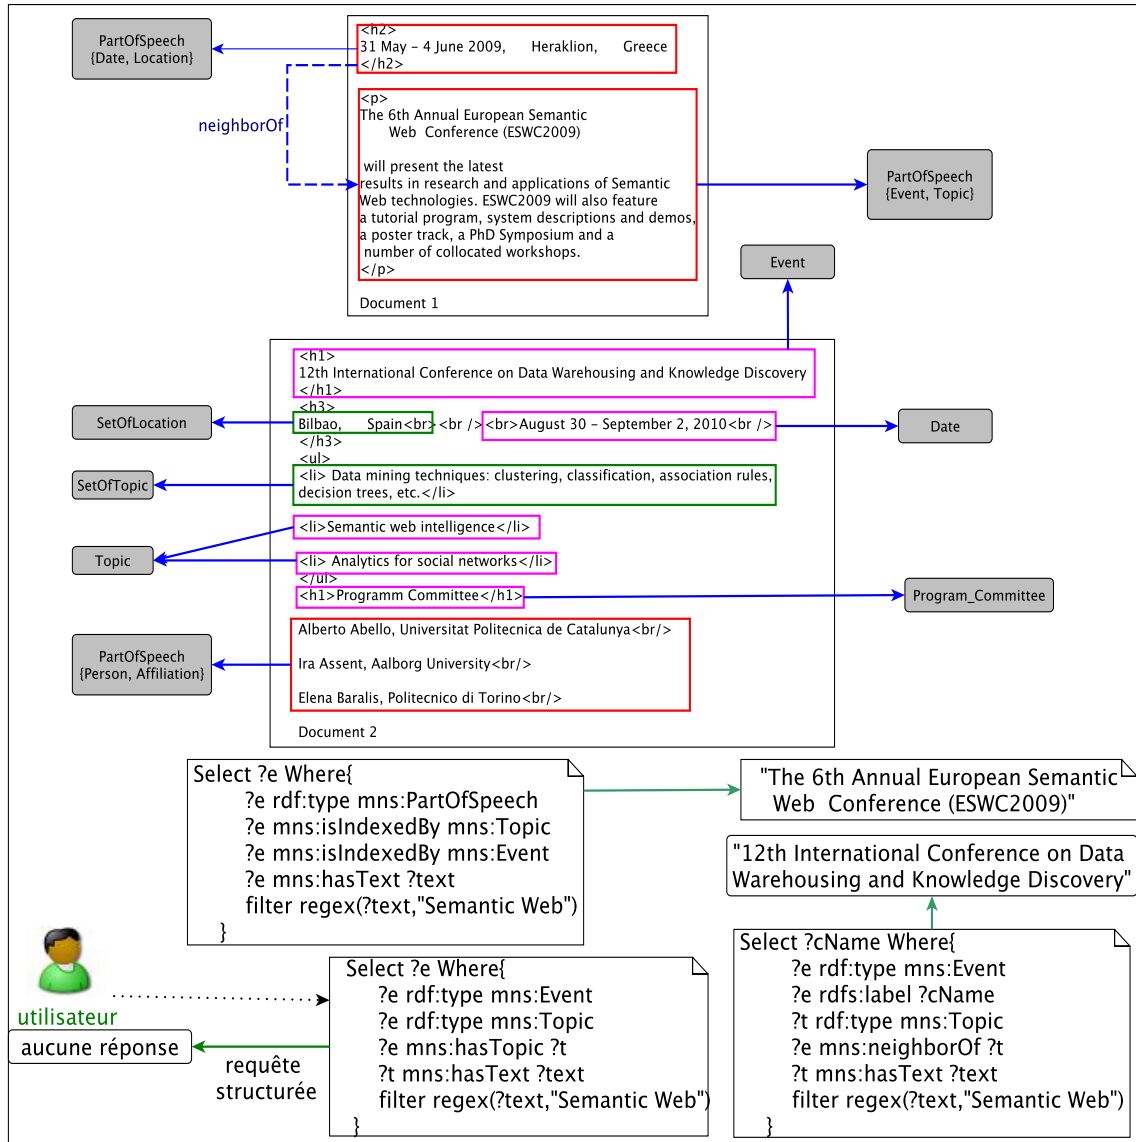 PartOfSpeech
{Date, Location}
<h2>
31 May – 4 June 2009, Heraklion, Greece
</h2>
neighborOf
<p>
The 6th Annual European Semantic
Web Conference (ESWC2009)
will present the latest
results in research and applications of Semantic
Web technologies. ESWC2009 will also feature
a tutorial program, system descriptions and demos,
a poster track, a PhD Symposium and a
number of collocated workshops.
</p>
Document 1
PartOfSpeech
{Event, Topic}
Event
<h1>
12th International Conference on Data Warehousing and Knowledge Discovery
</h1>
<h3>
SetOfLocation
Bilbao, Spain<br> <br /> <br>August 30 – September 2, 2010<br />
Date
</h3>
<ul>
SetOfTopic
<li> Data mining techniques: clustering, classification, association rules,
decision trees, etc.</li>
<li>Semantic web intelligence</li>
Topic
<li> Analytics for social networks</li>
</ul>
<h1>Programm Committee</h1>
Program_Committee
PartOfSpeech
{Person, Affiliation}
Alberto Abello, Universitat Politecnica de Catalunya<br/>
Ira Assent, Aalborg University<br/>
Elena Baralis, Politecnico di Torino<br/>
Document 2
Select ?e Where{
?e rdf:type mns:PartOfSpeech
?e mns:isIndexedBy mns:Topic
?e mns:isIndexedBy mns:Event
?e mns:hasText ?text
filter regex(?text,"Semantic Web")
}
"The 6th Annual European Semantic
Web Conference (ESWC2009)"
"12th International Conference on Data
Warehousing and Knowledge Discovery"
utilisateur
aucune réponse
requête
structurée
Select ?e Where{
?e rdf:type mns:Event
?e rdf:type mns:Topic
?e mns:hasTopic ?t
?t mns:hasText ?text
filter regex(?text,"Semantic Web")
}
Select ?cName Where{
?e rdf:type mns:Event
?e rdfs:label ?cName
?t rdf:type mns:Topic
?e mns:neighborOf ?t
?t mns:hasText ?text
filter regex(?text,"Semantic Web")
}